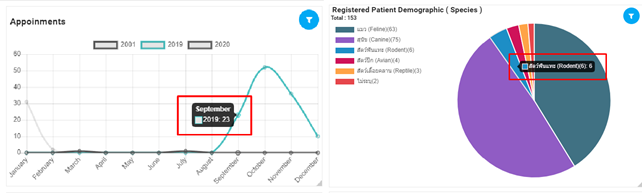 Appoinments
2001 2019 2020
60
50
40
30
20
10
0
September
2019: 23
January February March April May June July August September October November December
Registered Patient Demographic ( Species )
Total : 153
แมว (Feline)(63)
สุนัข (Canine)(75)
สัตว์ฟันแทะ (Rodent)(6)
สัตว์ปีก (Avian)(4)
สัตว์เลื้อยคลาน (Reptile)(3)
ไม่ระบุ(2)
สัตว์ฟันแทะ (Rodent)(6): 6